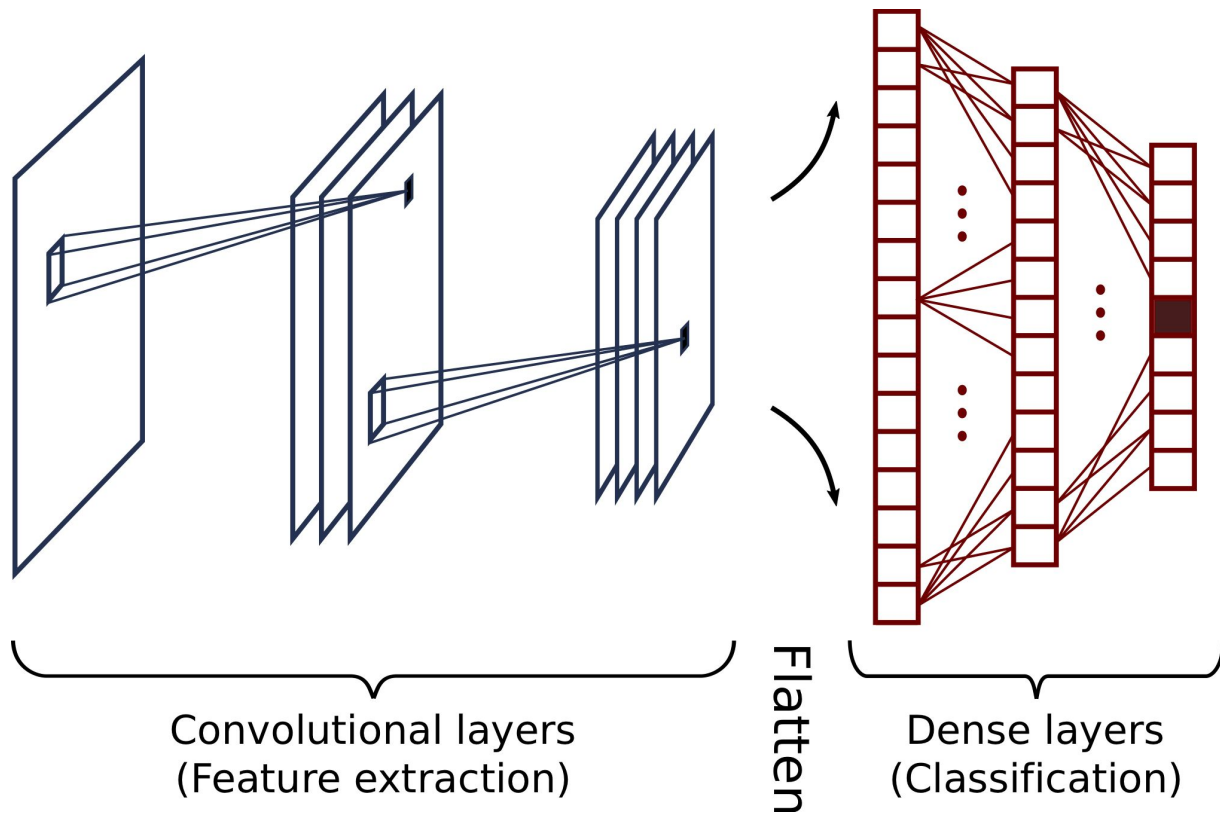 Convolutional layers
(Feature extraction)
Flatten
Dense layers
(Classification)